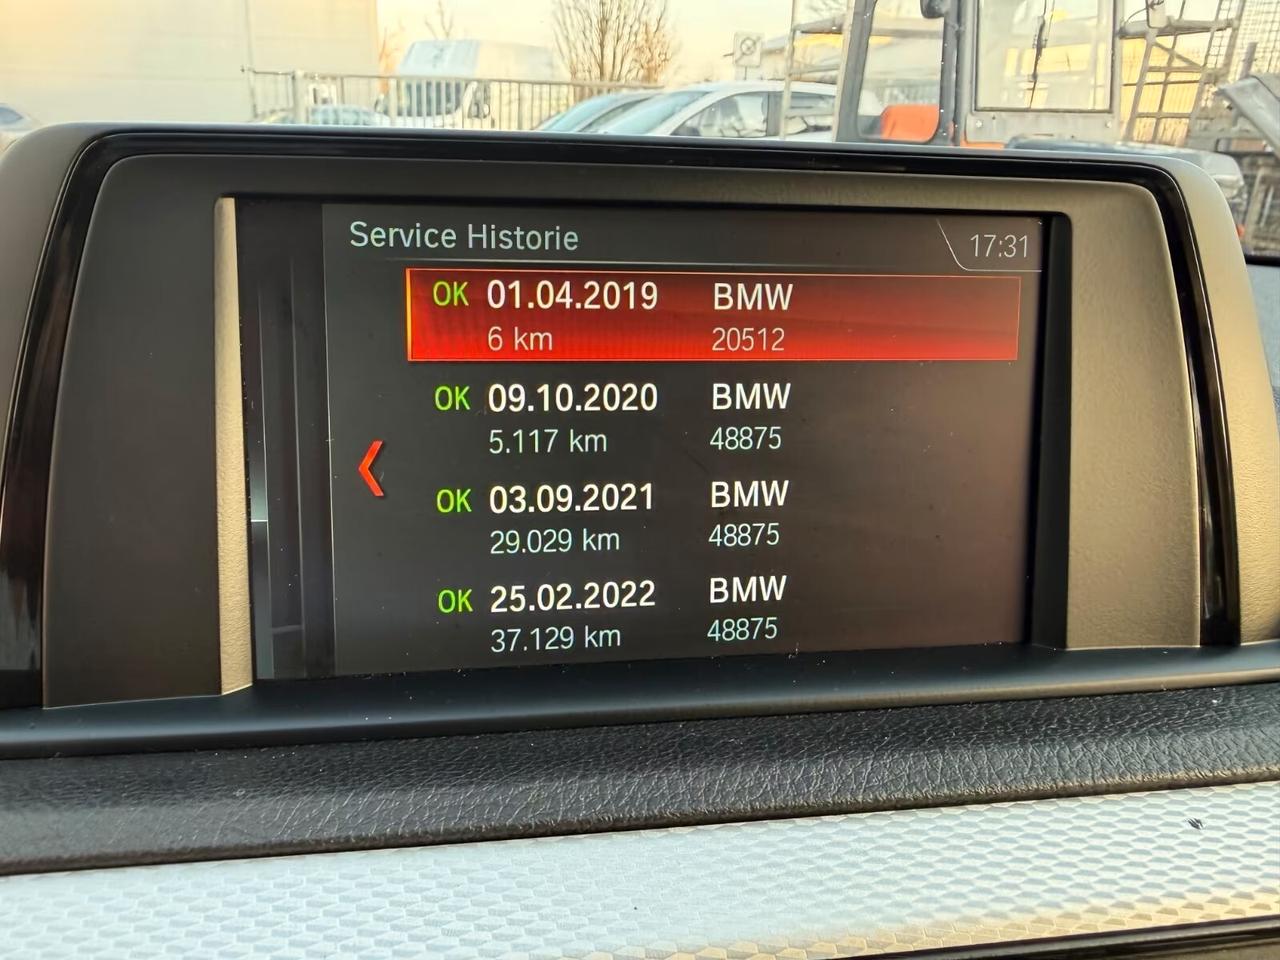 Service Historie 17:31
OK 01.04.2019 BMW
6 km 20512
OK 09.10.2020 BMW
5.117 km 48875
OK 03.09.2021 BMW
29.029 km 48875
OK 25.02.2022 BMW
37.129 km 48875